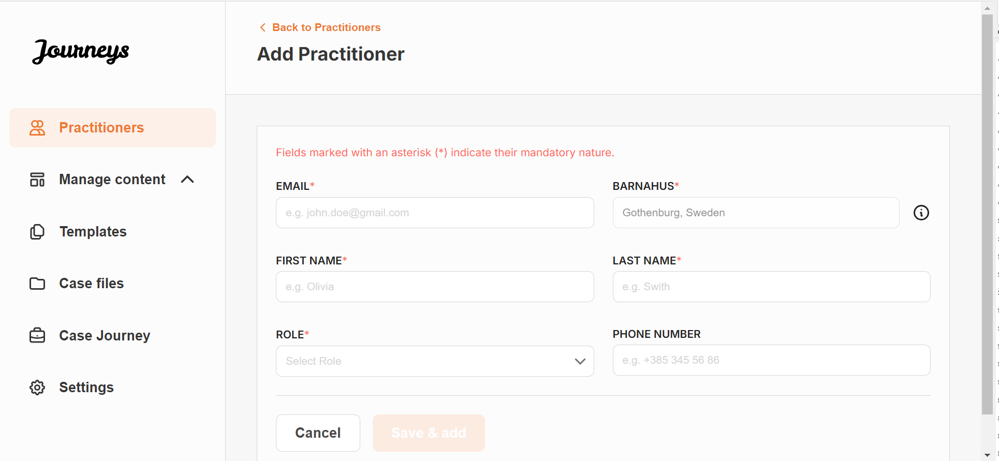 Journeys
Practitioners
Manage content
Templates
Case files
Case Journey
Settings
Back to Practitioners
Add Practitioner
Fields marked with an asterisk (*) indicate their mandatory nature.
EMAIL*
e.g. john.doe@gmail.com
BARNAHUS*
Gothenburg, Sweden
FIRST NAME*
e.g. Olivia
LAST NAME*
e.g. Swith
ROLE*
Select Role
PHONE NUMBER
e.g. +385 345 56 86
Cancel
Save & add